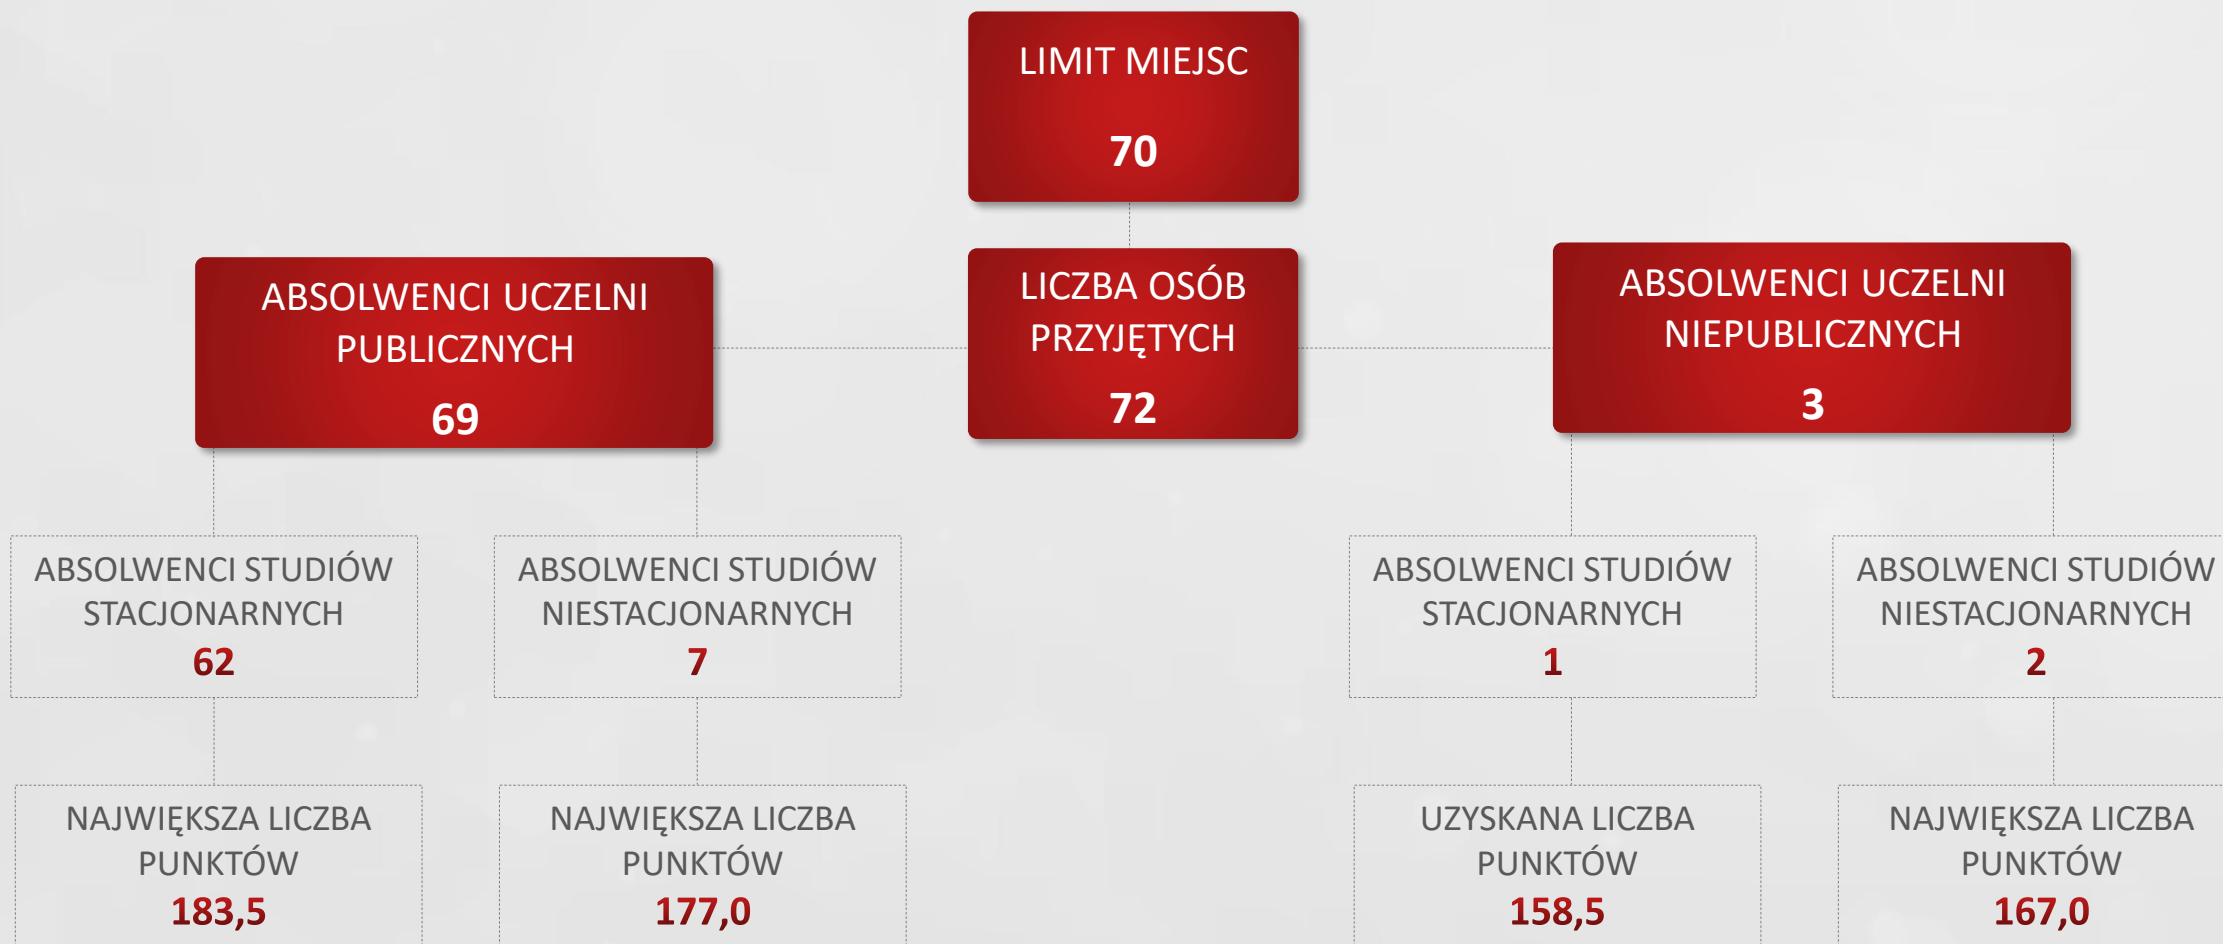 LIMIT MIEJSC
70
ABSOLWENCI UCZELNI
PUBLICZNYCH
69
LICZBA OSÓB
PRZYJĘTYCH
72
ABSOLWENCI UCZELNI
NIEPUBLICZNYCH
3
ABSOLWENCI STUDIÓW
STACJONARNYCH
62
ABSOLWENCI STUDIÓW
NIESTACJONARNYCH
7
ABSOLWENCI STUDIÓW
STACJONARNYCH
1
ABSOLWENCI STUDIÓW
NIESTACJONARNYCH
2
NAJWIĘKSZA LICZBA
PUNKTÓW
183,5
NAJWIĘKSZA LICZBA
PUNKTÓW
177,0
UZYSKANA LICZBA
PUNKTÓW
158,5
NAJWIĘKSZA LICZBA
PUNKTÓW
167,0